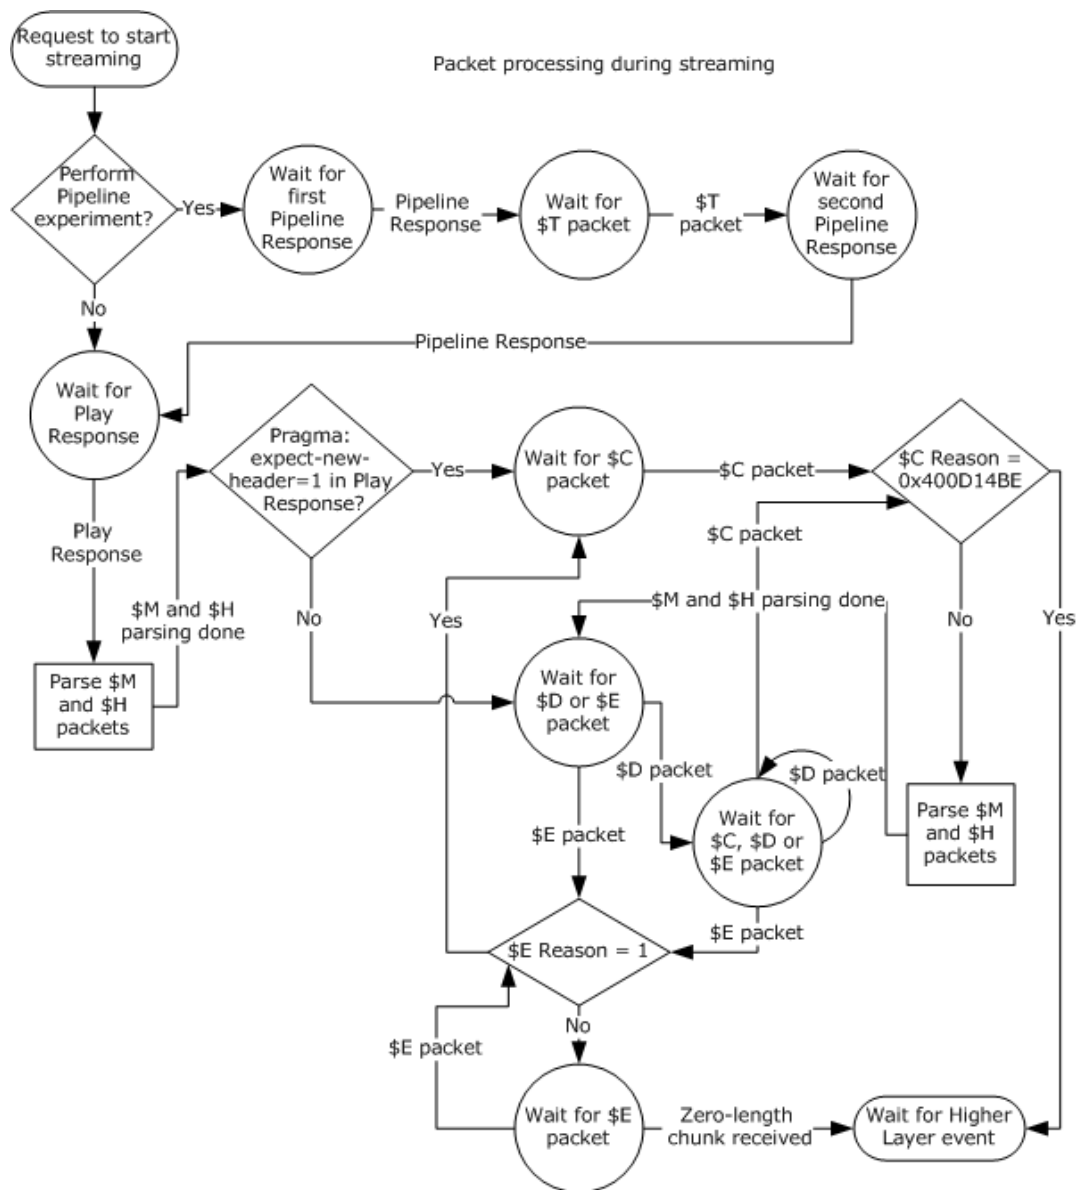 Request to start
streaming
Packet processing during streaming
Perform
Pipeline
experiment?
Yes
Wait for
first
Pipeline
Response
Pipeline
Response
Wait for
$T packet
$T
packet
Wait for
second
Pipeline
Response
No
Pipeline Response
Wait for
Play
Response
Pragma:
expect-new-
header=1 in Play
Response?
Yes
Wait for $C
packet
$C packet
$C Reason =
0x400D14BE
Play
Response
$C packet
$M and $H
parsing done
No
Yes
$M and $H parsing done
No
Yes
Parse $M
and $H
packets
Wait for
$D or $E
packet
$D packet
$D packet
Wait for
$C, $D or
$E packet
Parse $M
and $H
packets
$E packet
$E packet
$E Reason = 1
No
$E packet
Wait for $E
packet
Zero-length
chunk received
Wait for Higher
Layer event